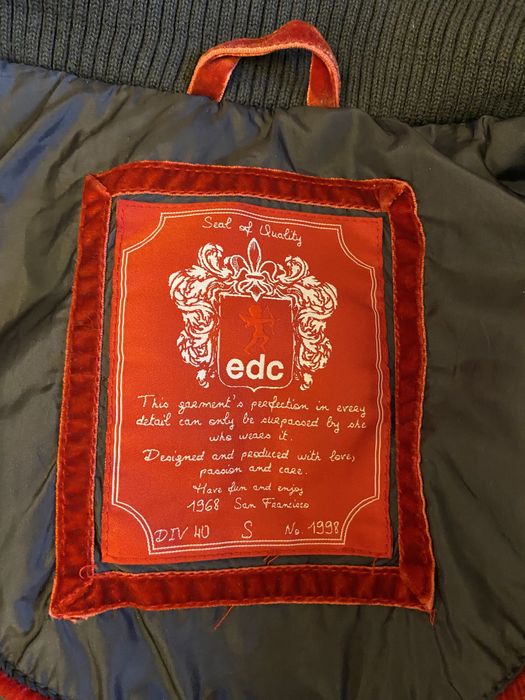 Seal of Quality
edc
This garment's perfection in every
detail can only be surpassed by she
who wears it.
Designed and produced with love,
passion and care.
Have fun and enjoy
1968 San Francisco
DIV 40 S No. 1998